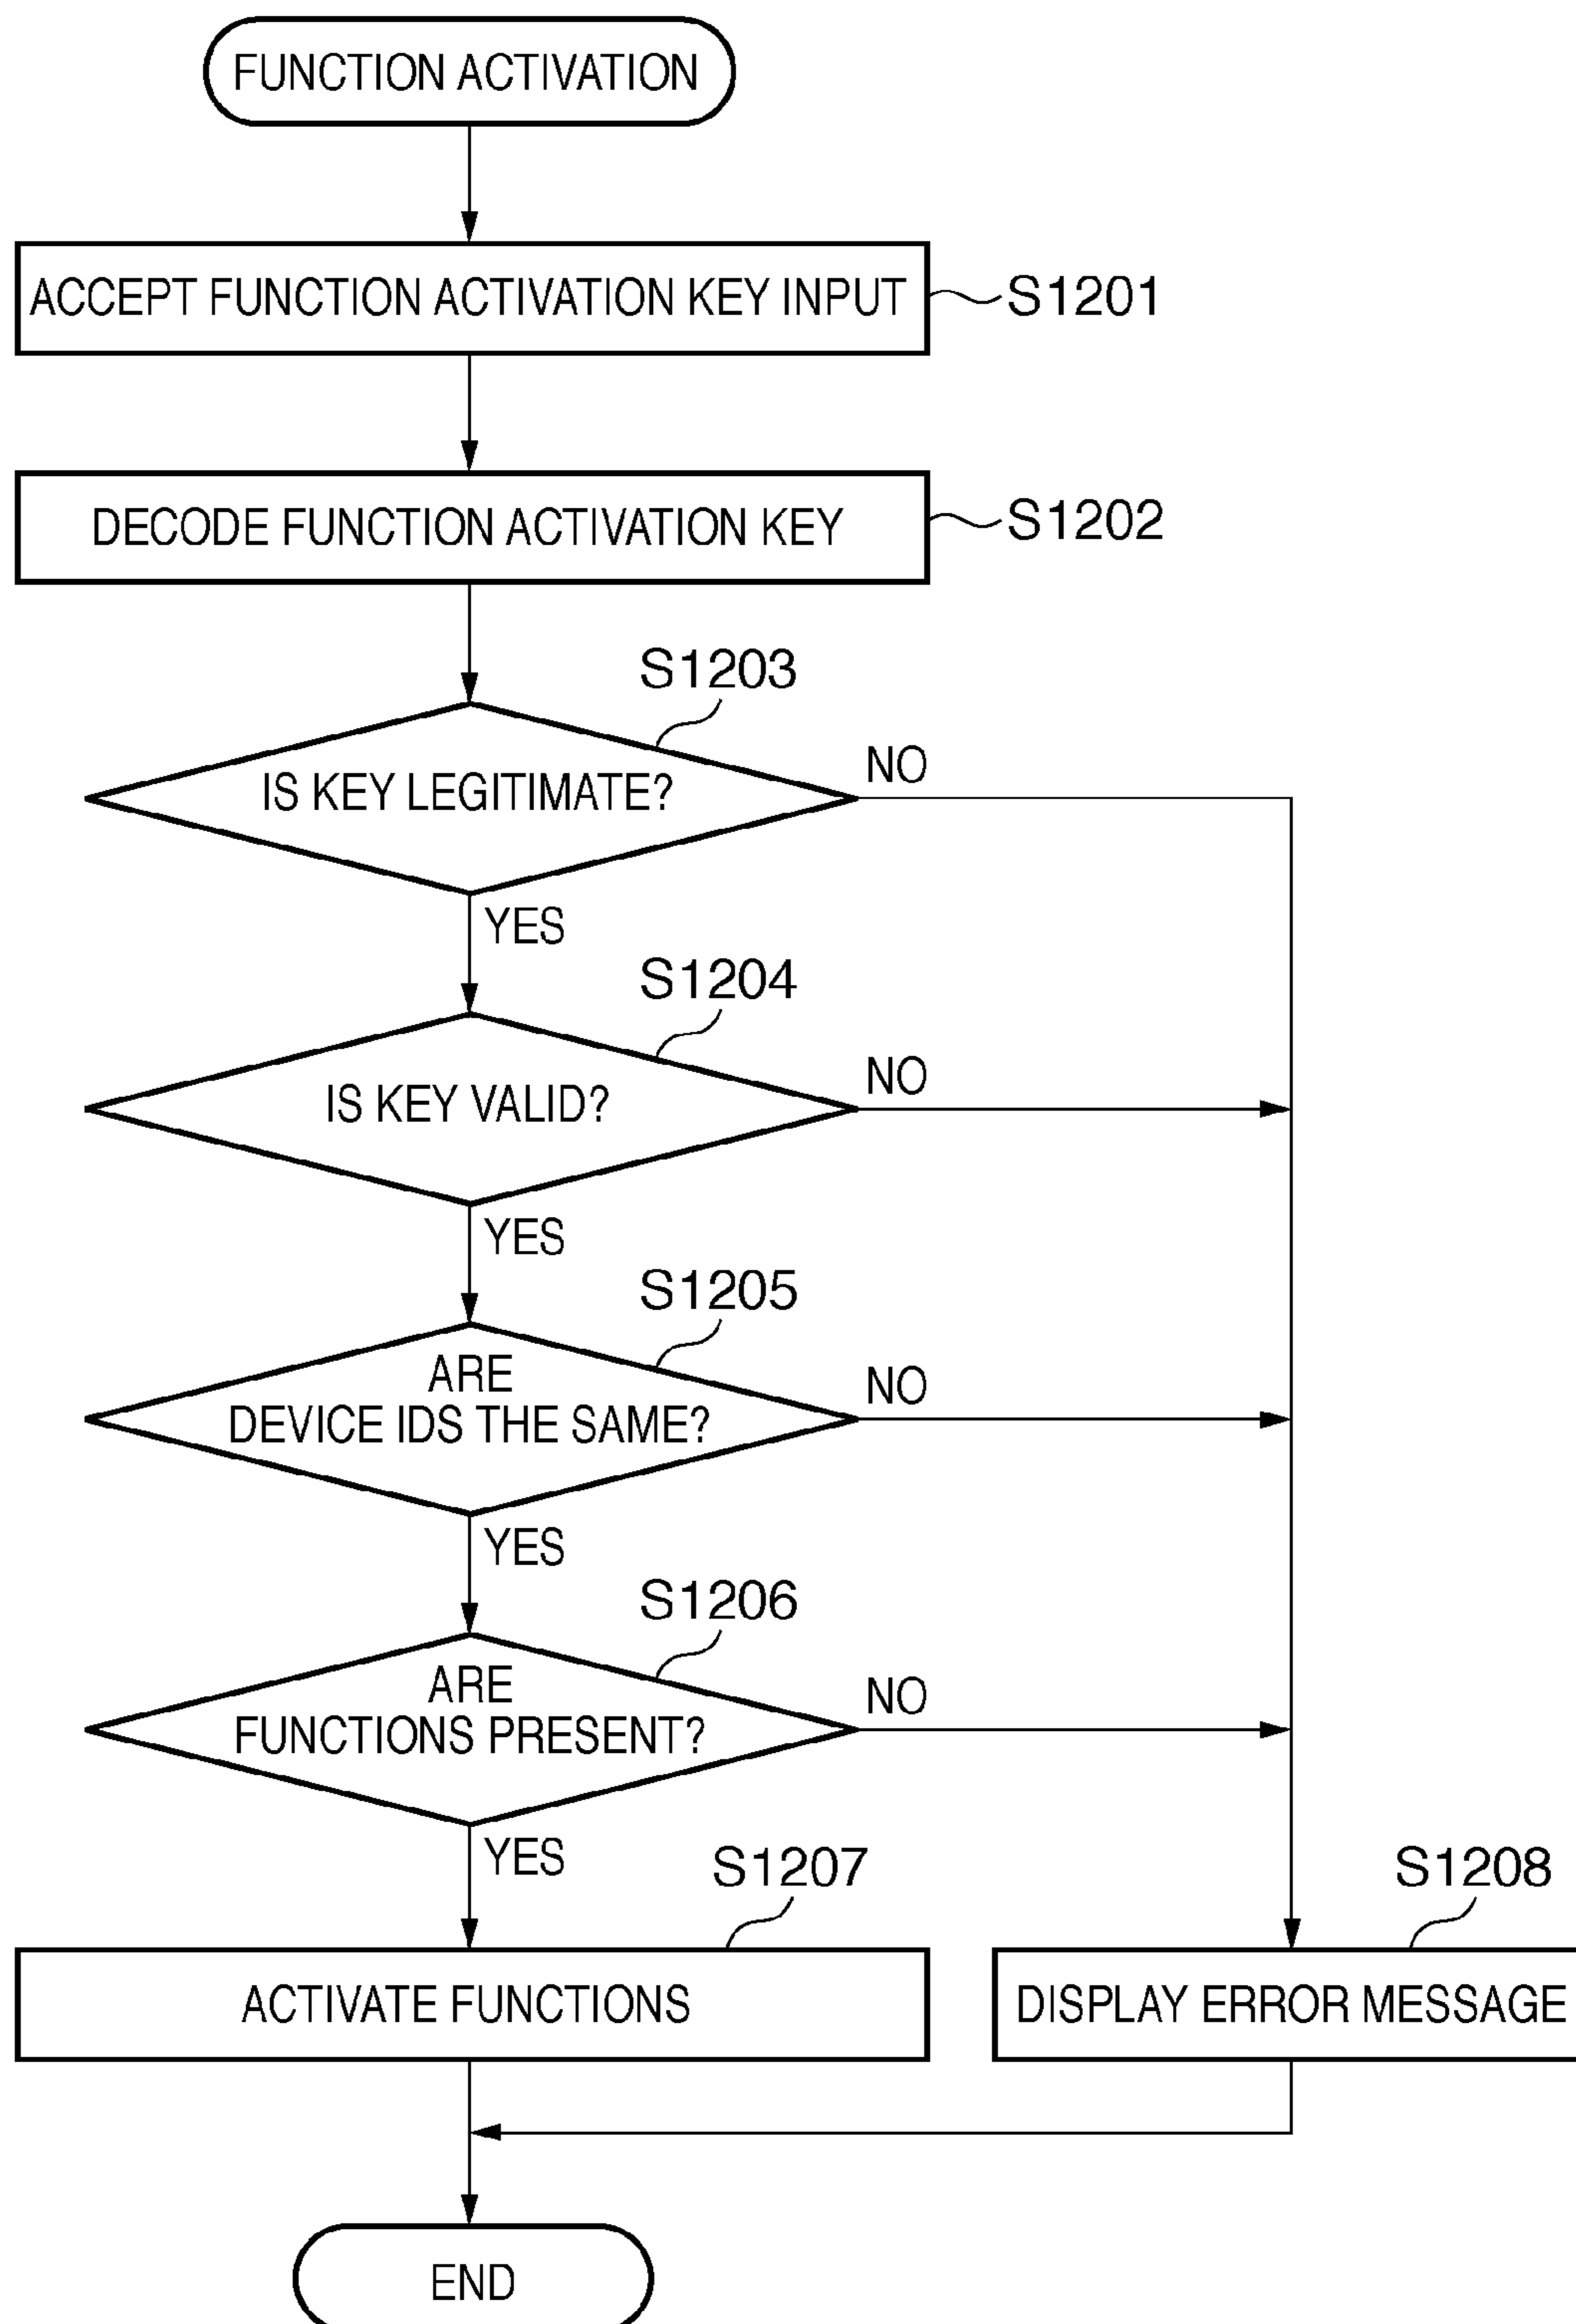 FUNCTION ACTIVATION
ACCEPT FUNCTION ACTIVATION KEY INPUT
S1201
DECODE FUNCTION ACTIVATION KEY
S1202
S1203
IS KEY LEGITIMATE?
NO
YES
S1204
IS KEY VALID?
NO
YES
S1205
ARE
DEVICE IDS THE SAME?
NO
YES
S1206
ARE
FUNCTIONS PRESENT?
NO
YES
S1207
ACTIVATE FUNCTIONS
S1208
DISPLAY ERROR MESSAGE
END